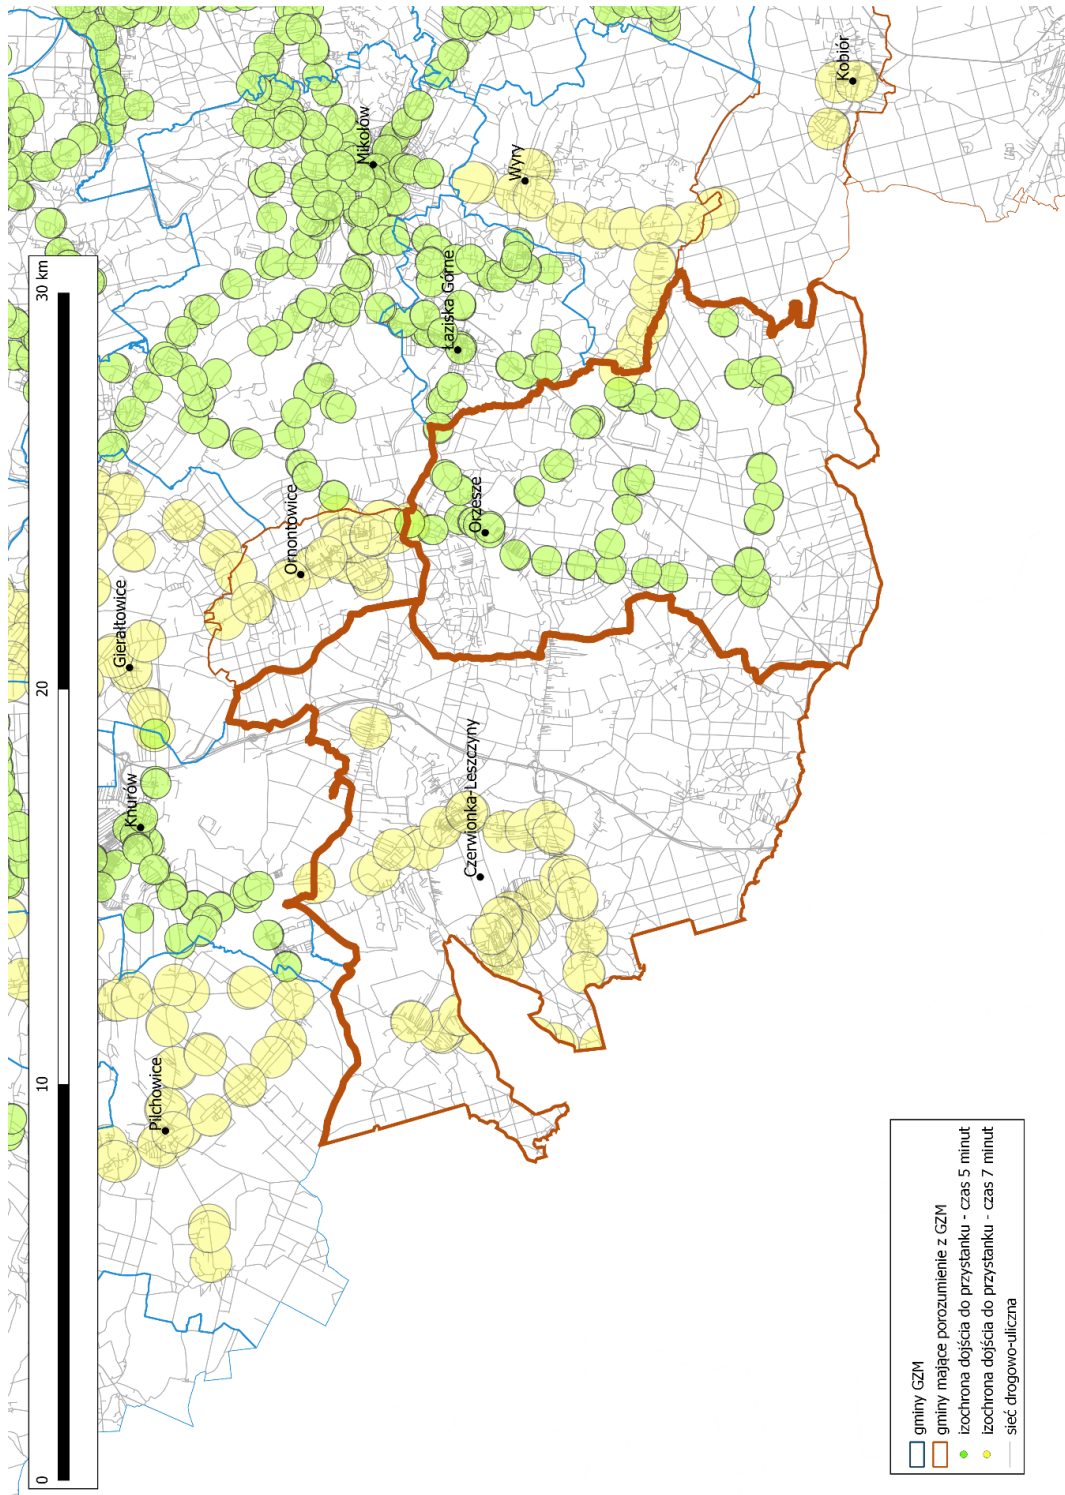 0
10
20
30 km
Pilchowice
Knurów
Gierałtowice
Ornontowice
Mikołów
Łaziska Górne
Wyry
Kobiór
Orzesze
Czerwionka-Leszczyny
gminy GZM
gminy mające porozumienie z GZM
izochrona dojścia do przystanku - czas 5 minut
izochrona dojścia do przystanku - czas 7 minut
sieć drogowo-uliczna